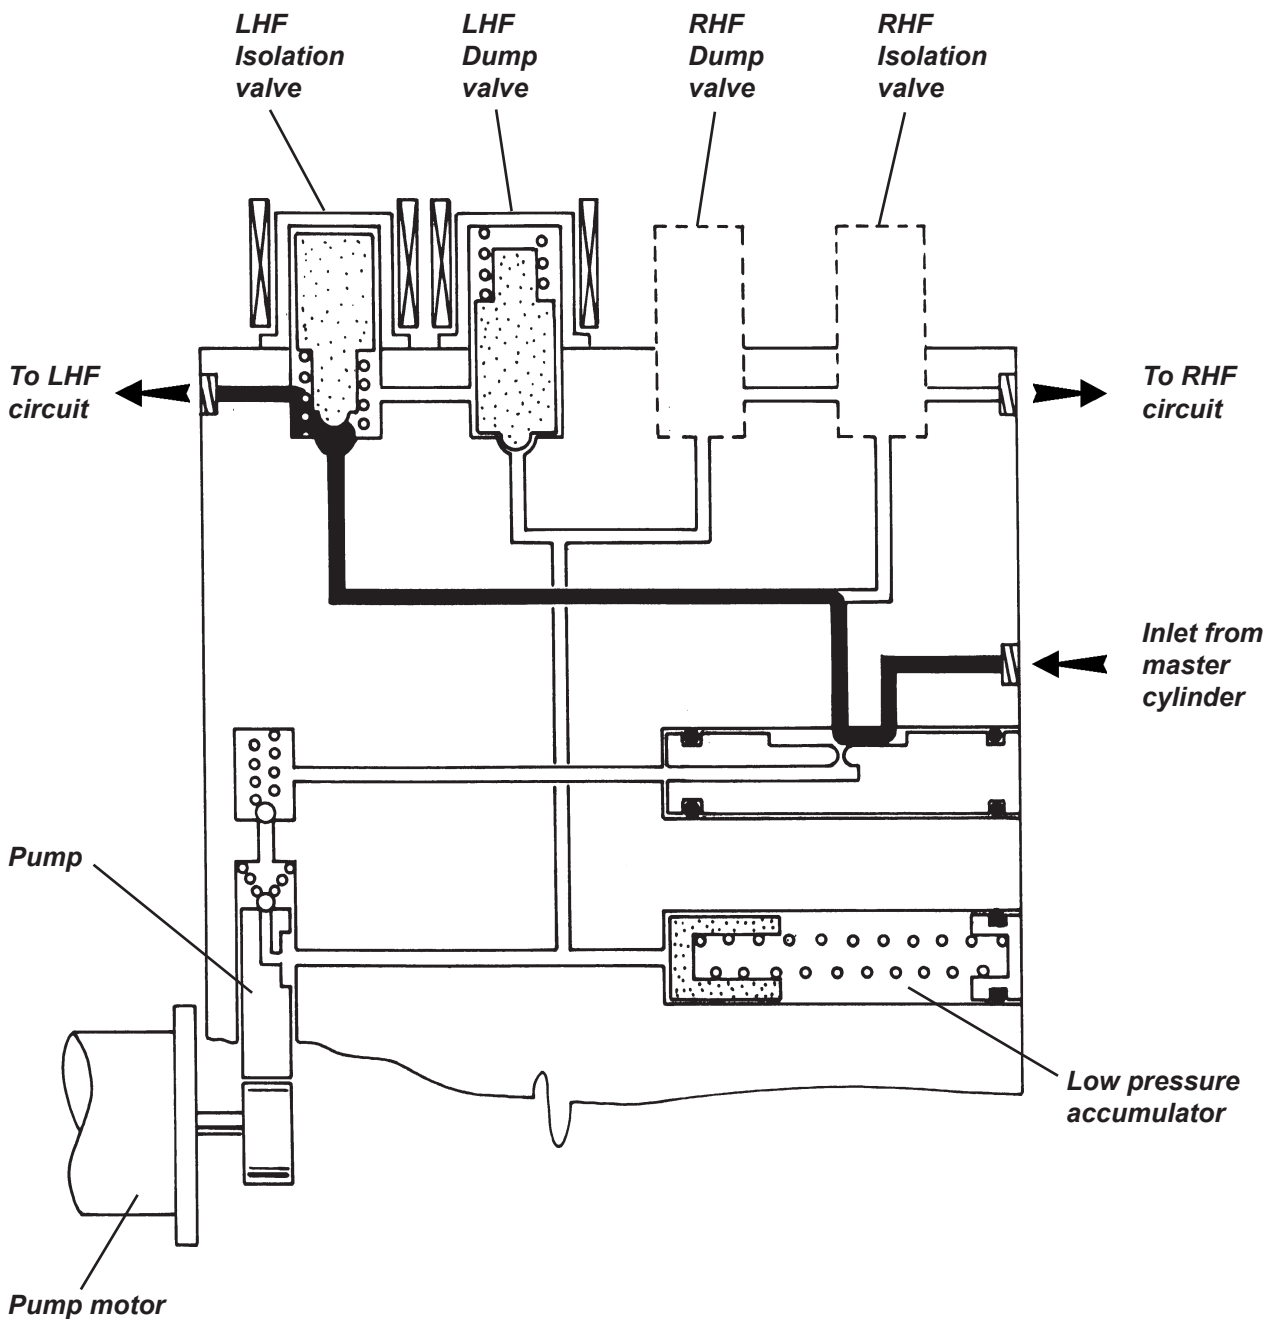 LHF
Isolation
valve
LHF
Dump
valve
RHF
Dump
valve
RHF
Isolation
valve
To LHF
circuit
To RHF
circuit
Inlet from
master
cylinder
Pump
Low pressure
accumulator
Pump motor